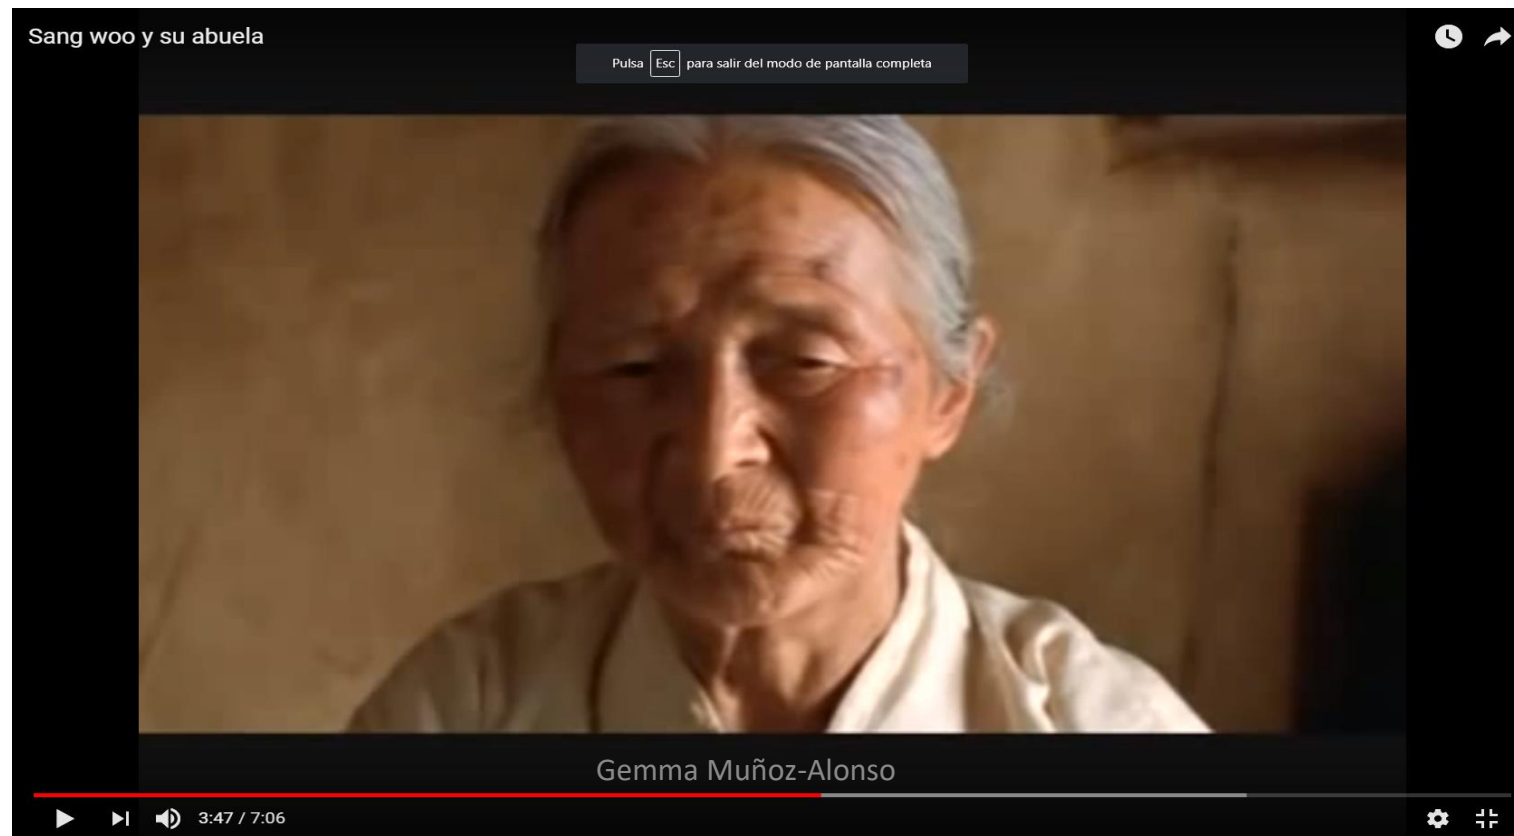 Sang woo y su abuela
Pulsa Esc para salir del modo de pantalla completa
Gemma Muñoz-Alonso
3:47 / 7:06